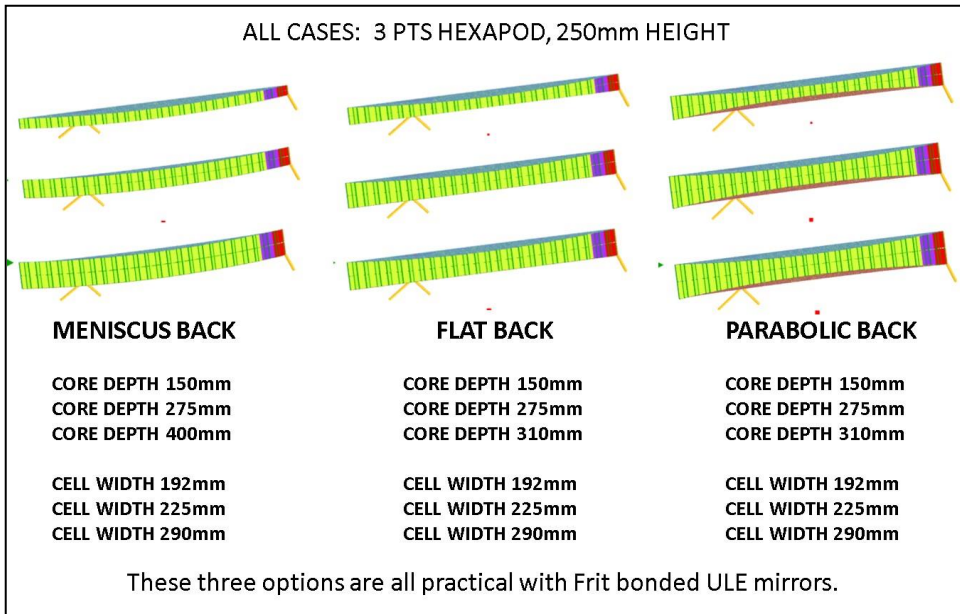 ALL CASES: 3 PTS HEXAPOD, 250mm HEIGHT
MENISCUS BACK
CORE DEPTH 150mm
CORE DEPTH 275mm
CORE DEPTH 400mm
CELL WIDTH 192mm
CELL WIDTH 225mm
CELL WIDTH 290mm
FLAT BACK
CORE DEPTH 150mm
CORE DEPTH 275mm
CORE DEPTH 310mm
CELL WIDTH 192mm
CELL WIDTH 225mm
CELL WIDTH 290mm
PARABOLIC BACK
CORE DEPTH 150mm
CORE DEPTH 275mm
CORE DEPTH 310mm
CELL WIDTH 192mm
CELL WIDTH 225mm
CELL WIDTH 290mm
These three options are all practical with Frit bonded ULE mirrors.